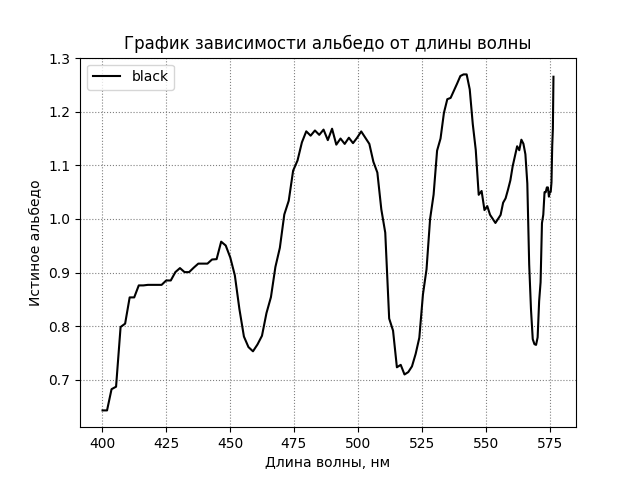 График зависимости альбедо от длины волны
black
Истиное альбедо
1.3
1.2
1.1
1.0
0.9
0.8
0.7
400 425 450 475 500 525 550 575
Длина волны, нм